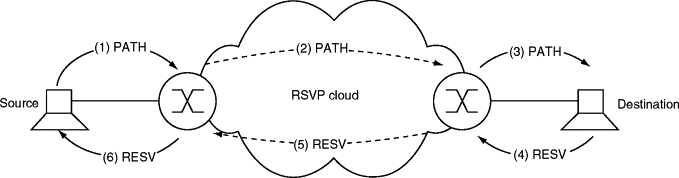 (1) PATH
(2) PATH
(3) PATH
Source
RSVP cloud
Destination
(6) RESV
(5) RESV
(4) RESV